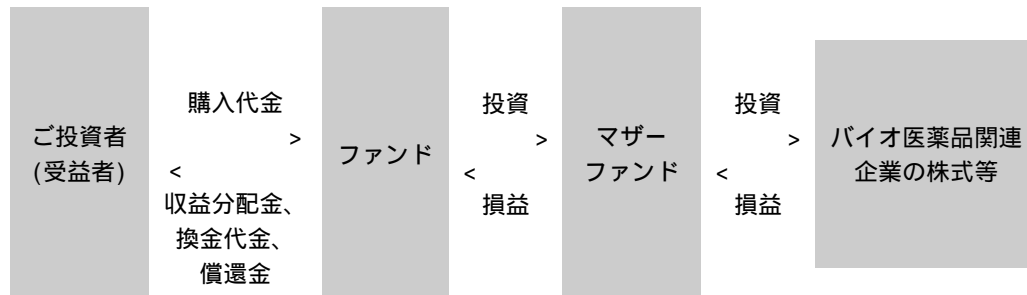 ご投資者
(受益者)
購入代金
>
<
収益分配金、
換金代金、
償還金
ファンド
投資
>
<
損益
マザー
ファンド
投資
>
<
損益
バイオ医薬品関連
企業の株式等